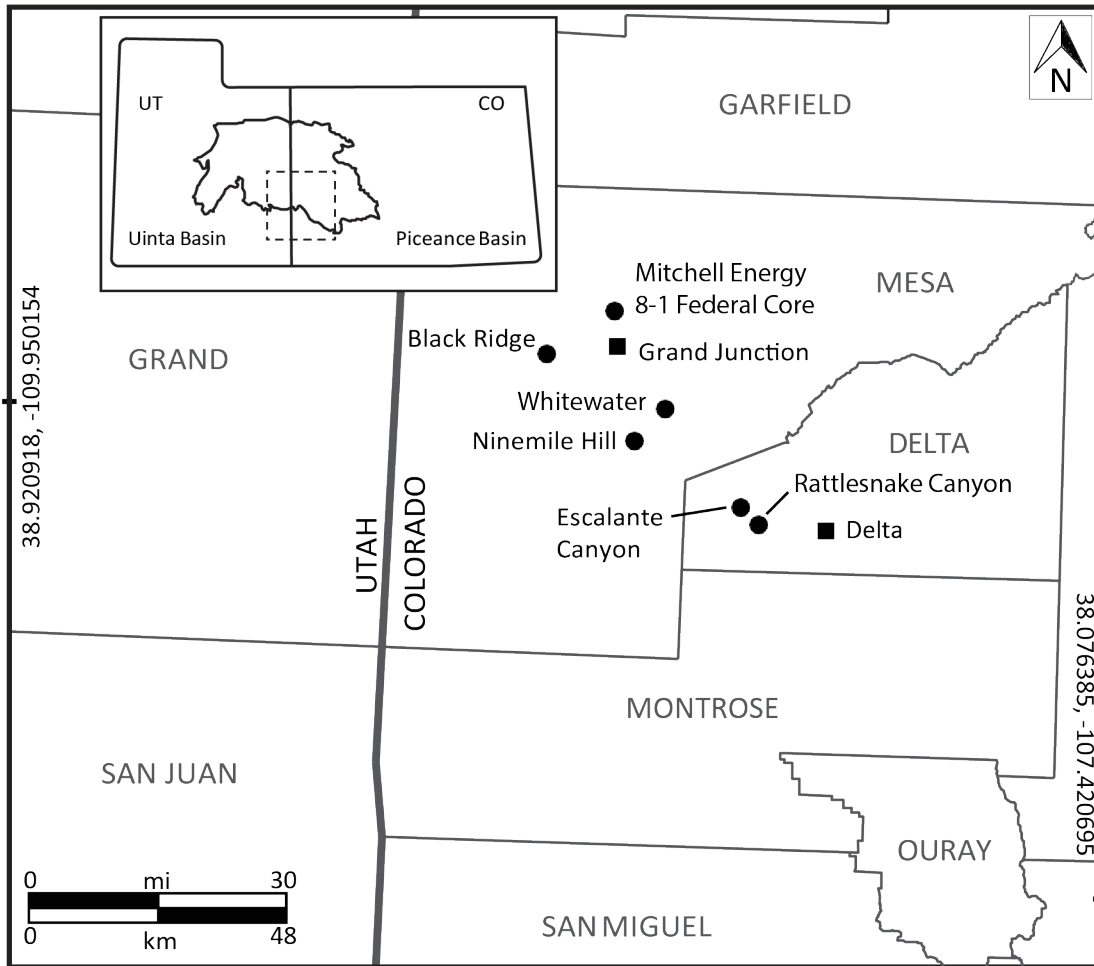 UT
CO
Uinta Basin
Piceance Basin
N
GARFIELD
MESA
Mitchell Energy
8-1 Federal Core
Black Ridge
Grand Junction
GRAND
38.920918, -109.950154
Whitewater
Ninemile Hill
DELTA
Rattlesnake Canyon
Escalante
Canyon
Delta
UTAH
COLORADO
38.076385, -107.420695
MONTROSE
SAN JUAN
OURAY
SAN MIGUEL
0 mi 30
0 km 48